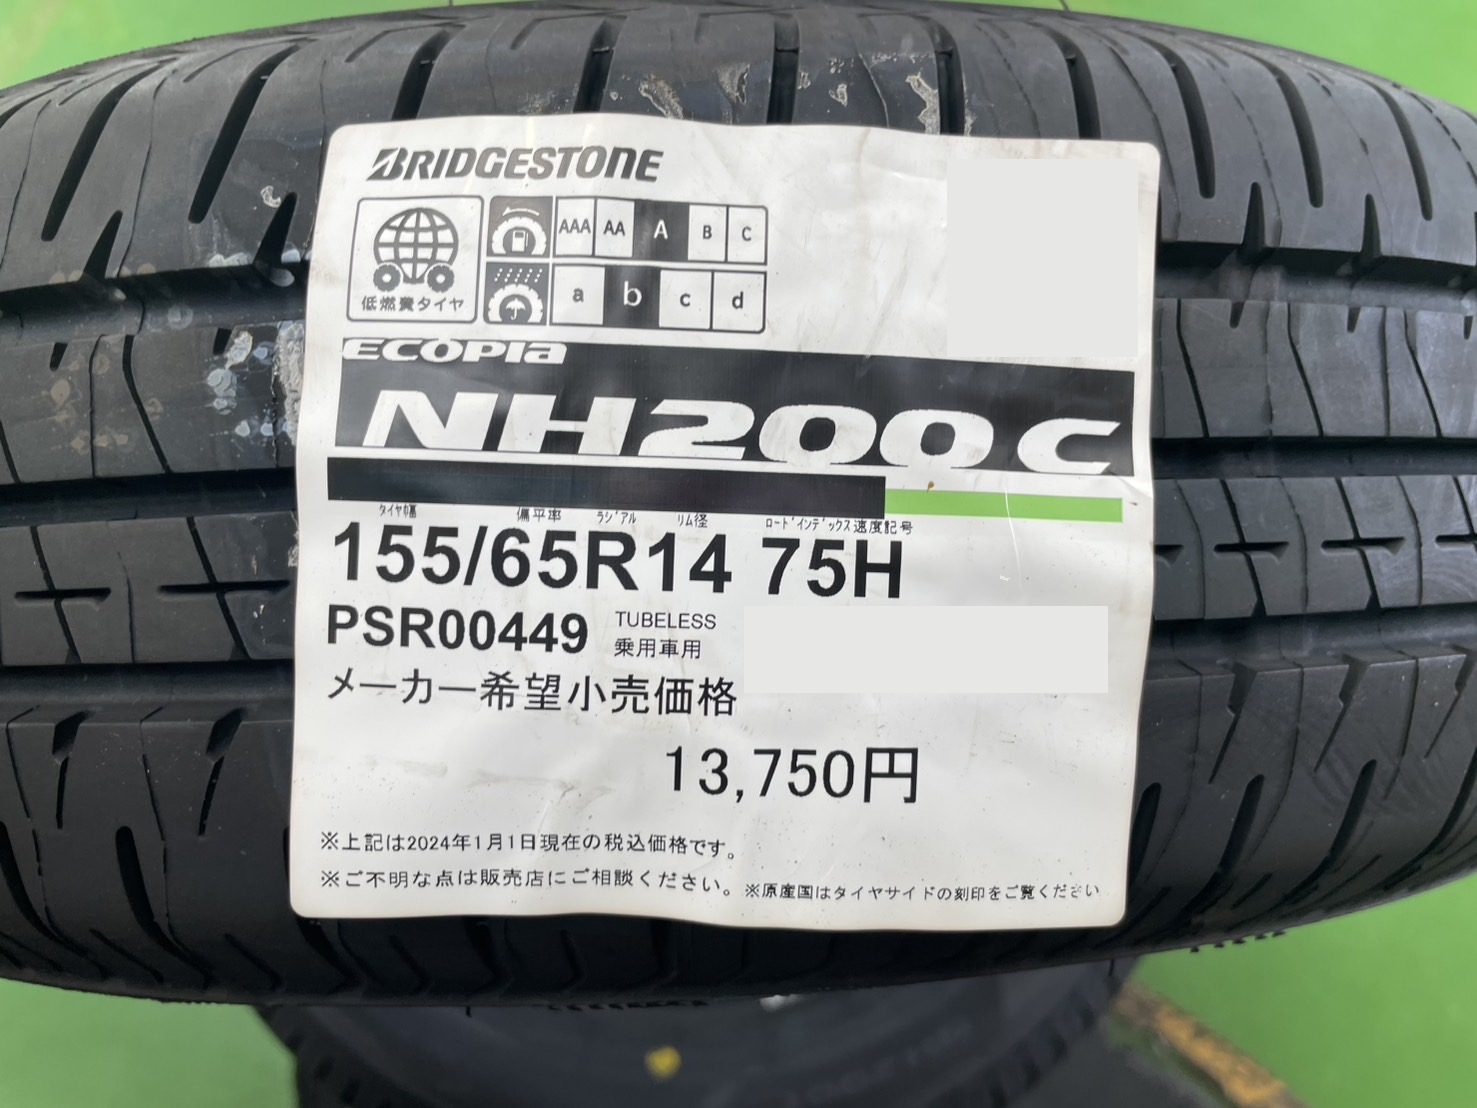 BRIDGESTONE
低燃費タイヤ
AAA AA A B C
a b c d
ECOPIA
NH200 C
タイヤ幅 偏平率 ラジアル リム径 ロードインデックス 速度記号
155/65R14 75H
PSR00449 TUBELESS
乗用車用
メーカー希望小売価格
13,750円
※上記は2024年1月1日現在の税込価格です。
※ご不明な点は販売店にご相談ください。※原産国はタイヤサイドの刻印をご覧ください